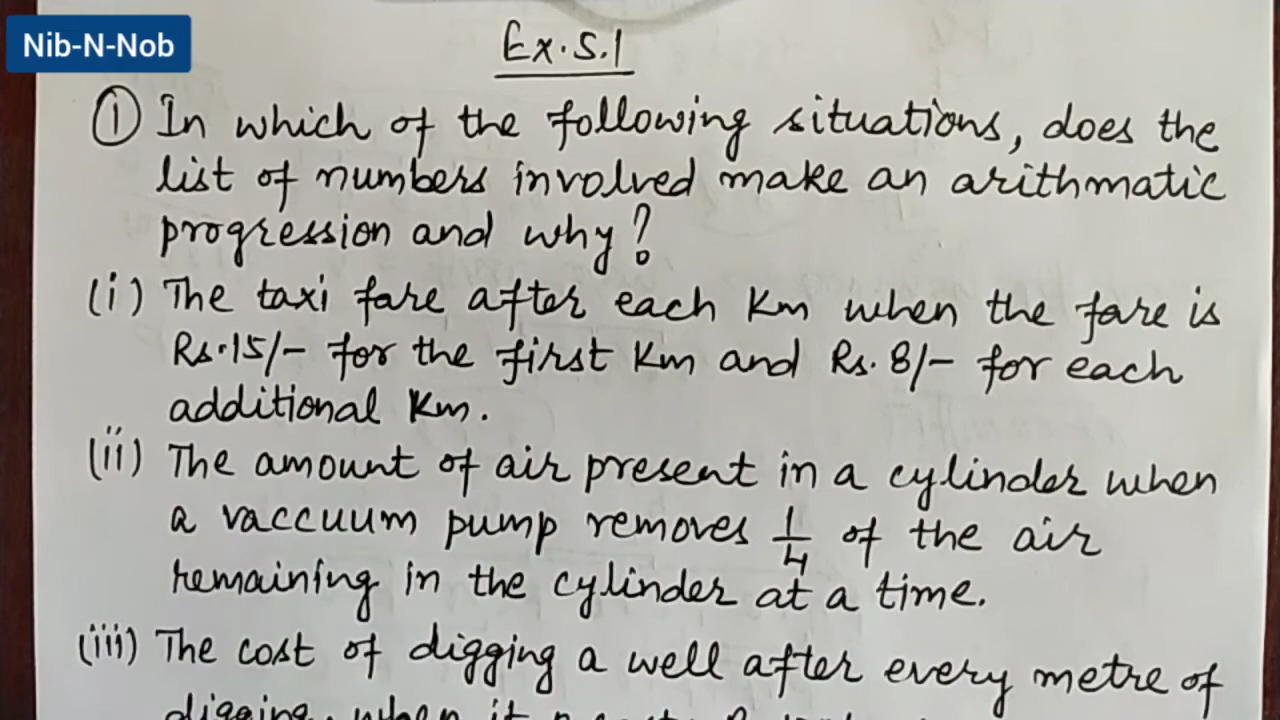 Nib-N-Nob
Ex. 5.1
① In which of the following situations, does the
list of numbers involved make an arithmatic
progression and why?
(i) The taxi fare after each Km when the fare is
Rs. 15/- for the first Km and Rs. 8/- for each
additional Km.
(ii) The amount of air present in a cylinder when
a vaccuum pump removes 1/4 of the air
remaining in the cylinder at a time.
(iii) The cost of digging a well after every metre of
digging, when it